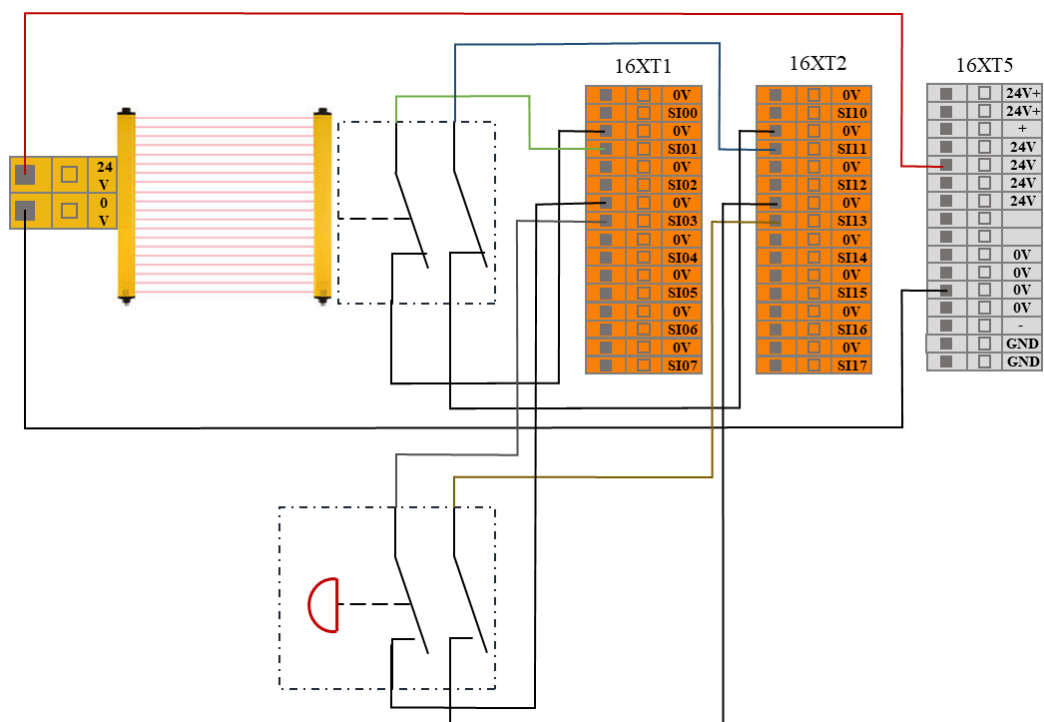 16XT1
16XT2
16XT5
24
V
0
V
0V
SI00
0V
SI01
0V
SI02
0V
SI03
0V
SI04
0V
SI05
0V
SI06
0V
SI07
0V
SI10
0V
SI11
0V
SI12
0V
SI13
0V
SI14
0V
SI15
0V
SI16
0V
SI17
24V+
24V+
+
24V
24V
24V
24V
0V
0V
0V
0V
-
GND
GND